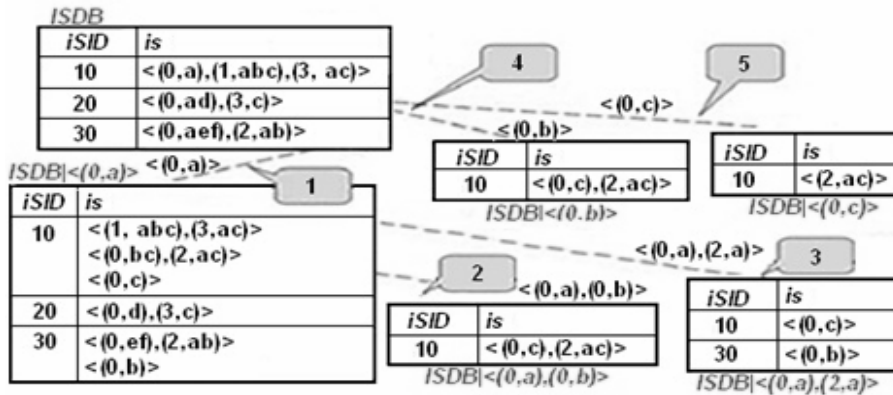 ISDB
iSID is
10 <(0,a),(1,abc),(3, ac)>
20 <(0,ad),(3,c)>
30 <(0,aef),(2,ab)>
4
5
<(0,c)>
<(0,b)>
iSID is
10 <(0,c),(2,ac)>
ISDB|<(0,b)>
iSID is
10 <(2,ac)>
ISDB|<(0,c)>
<(0,a)>
1
ISDB|<(0,a)>
iSID is
10 <(1, abc),(3,ac)>
<(0,bc),(2,ac)>
<(0,c)>
20 <(0,d),(3,c)>
30 <(0,ef),(2,ab)>
<(0,b)>
2
<(0,a),(0,b)>
iSID is
10 <(0,c),(2,ac)>
ISDB|<(0,a),(0,b)>
<(0,a),(2,a)>
3
iSID is
10 <(0,c)>
30 <(0,b)>
ISDB|<(0,a),(2,a)>